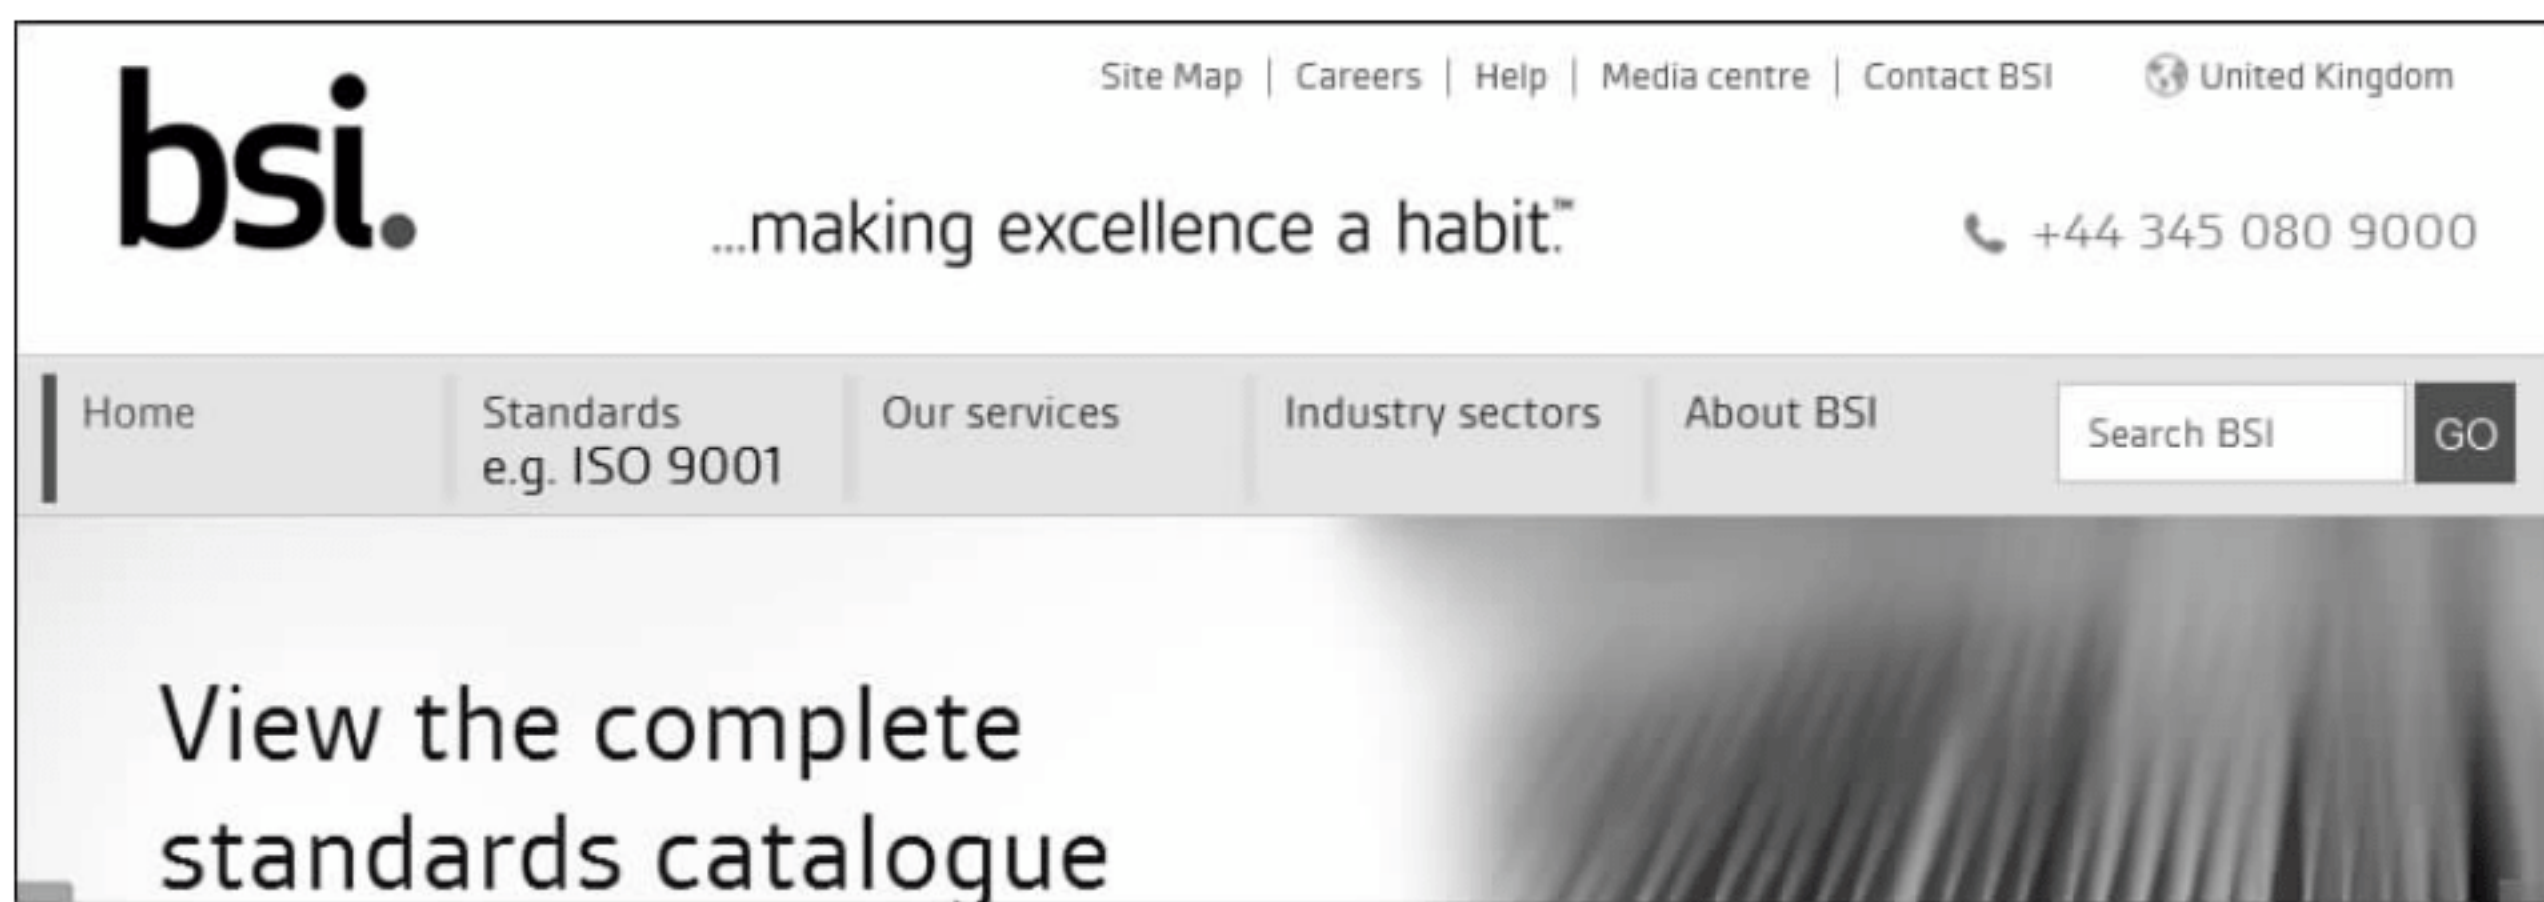 Site Map | Careers | Help | Media centre | Contact BSI United Kingdom
bsi.
...making excellence a habit.™
+44 345 080 9000
Home
Standards
e.g. ISO 9001
Our services
Industry sectors
About BSI
Search BSI
GO
View the complete
standards catalogue